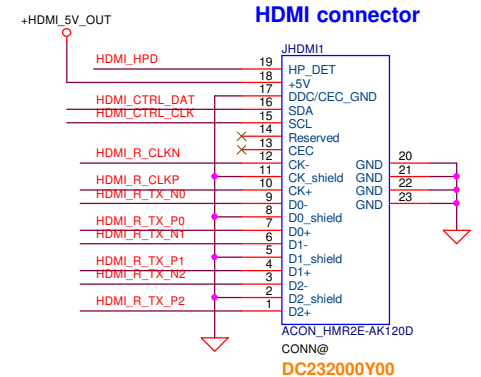 HDMI connector
+HDMI_5V_OUT
JHDMI1
HDMI_HPD 19 HP_DET
18 +5V
17 DDC/CEC_GND
HDMI_CTRL_DAT 16 SDA
HDMI_CTRL_CLK 15 SCL
14 Reserved
13 CEC
HDMI_R_CLKN 12 CK- GND 20
11 CK_shield GND 21
HDMI_R_CLKP 10 CK+ GND 22
HDMI_R_TX_N0 9 D0- GND 23
8 D0_shield
HDMI_R_TX_P0 7 D0+
HDMI_R_TX_N1 6 D1-
5 D1_shield
HDMI_R_TX_P1 4 D1+
HDMI_R_TX_N2 3 D2-
2 D2_shield
HDMI_R_TX_P2 1 D2+
ACON_HMR2E-AK120D
CONN@
DC232000Y00